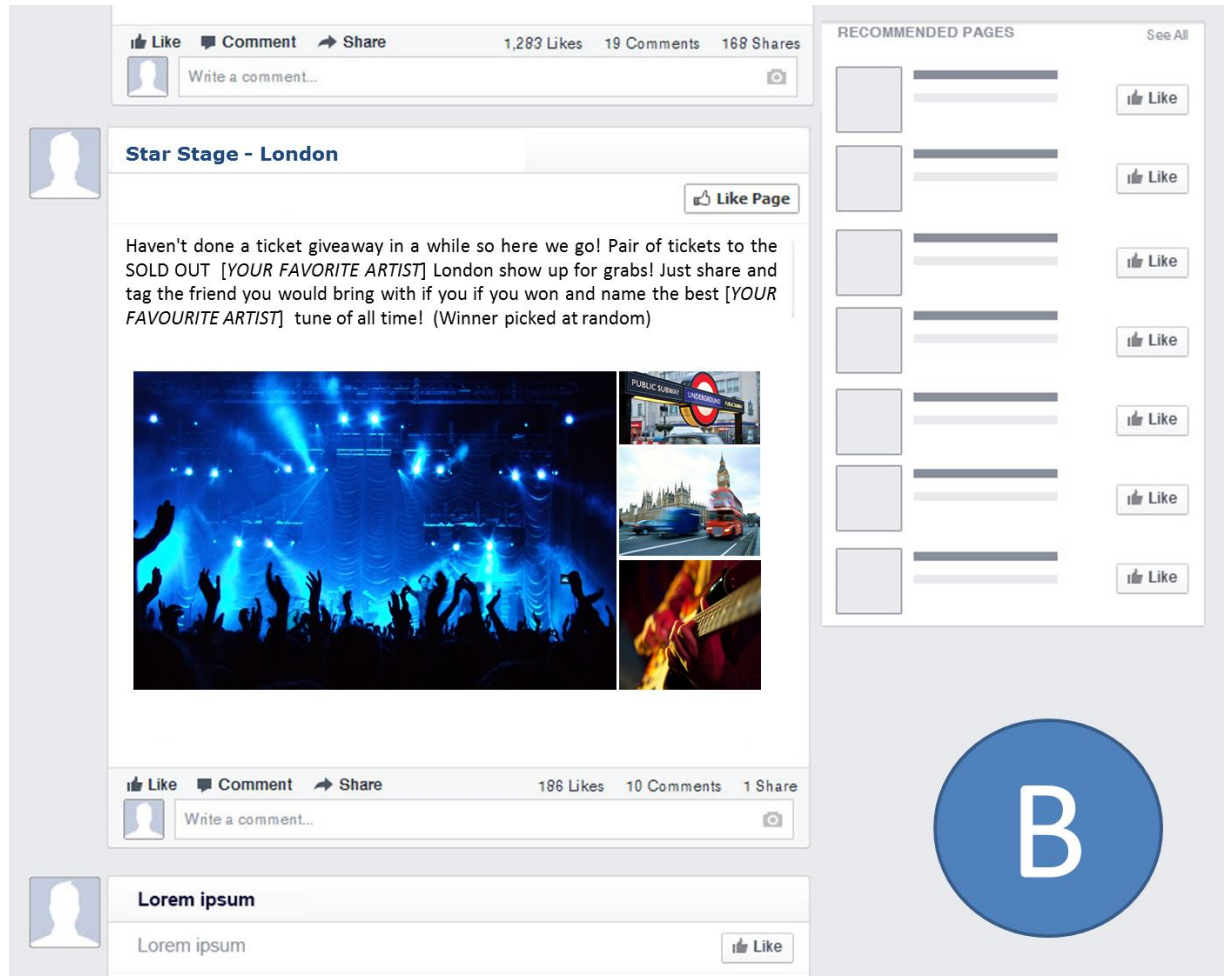 Like Comment Share 1,283 Likes 19 Comments 168 Shares
Write a comment...
RECOMMENDED PAGES See All
Like
Like
Like
Like
Like
Like
Like
Star Stage - London
Like Page
Haven't done a ticket giveaway in a while so here we go! Pair of tickets to the
SOLD OUT [YOUR FAVORITE ARTIST] London show up for grabs! Just share and
tag the friend you would bring with if you if you won and name the best [YOUR
FAVOURITE ARTIST] tune of all time! (Winner picked at random)
PUBLIC SUBWAY UNDERGROUND PUBLIC SUBWAY
Like Comment Share 186 Likes 10 Comments 1 Share
Write a comment...
B
Lorem ipsum
Lorem ipsum Like